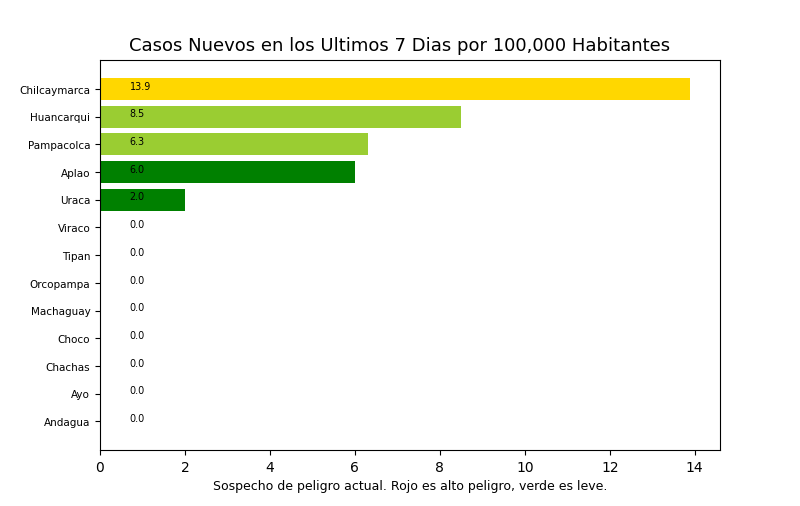 Casos Nuevos en los Ultimos 7 Dias por 100,000 Habitantes
Chilcaymarca 13.9
Huancarqui 8.5
Pampacolca 6.3
Aplao 6.0
Uraca 2.0
Viraco 0.0
Tipan 0.0
Orcopampa 0.0
Machaguay 0.0
Choco 0.0
Chachas 0.0
Ayo 0.0
Andagua 0.0
0 2 4 6 8 10 12 14
Sospecho de peligro actual. Rojo es alto peligro, verde es leve.